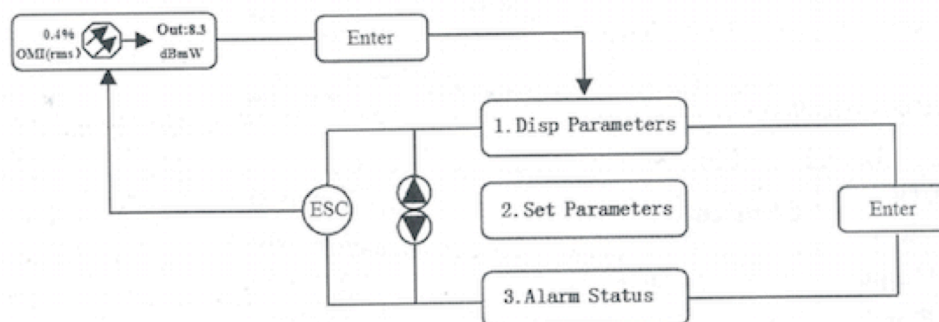 0.4%
OMI(rms)
Out:8.3
dBmW
Enter
1.Disp Parameters
ESC
2.Set Parameters
Enter
3.Alarm Status